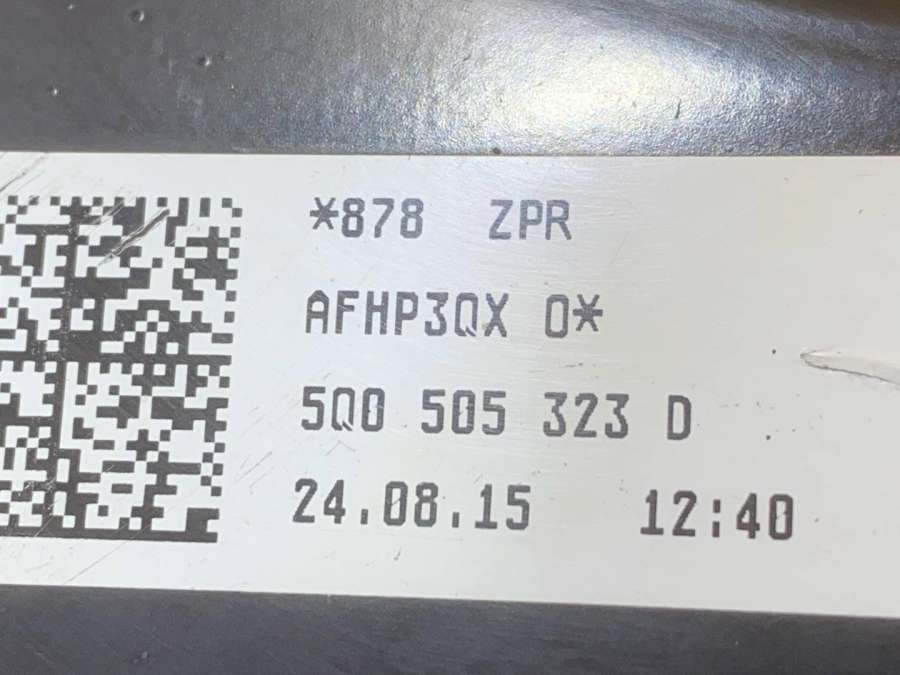 *878 ZPR
AFHP3QX 0*
5Q0 505 323 D
24.08.15 12:40